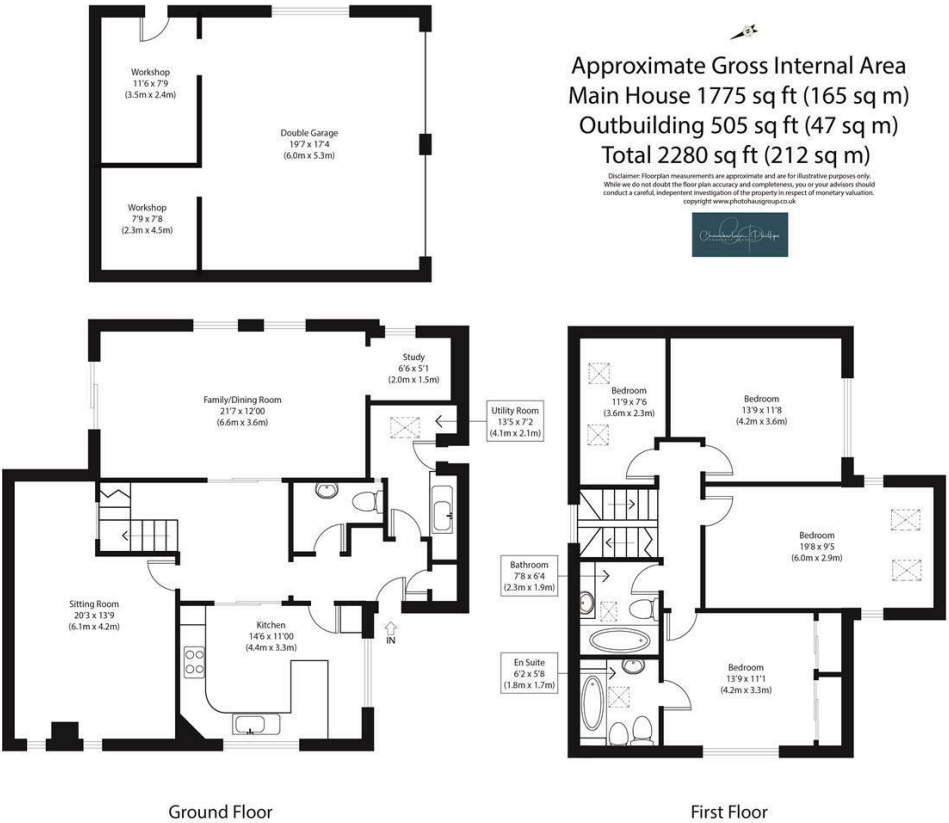 Workshop
11'6 x 7'9
(3.5m x 2.4m)
Double Garage
19'7 x 17'4
(6.0m x 5.3m)
Workshop
7'9 x 7'8
(2.3m x 4.5m)
Approximate Gross Internal Area
Main House 1775 sq ft (165 sq m)
Outbuilding 505 sq ft (47 sq m)
Total 2280 sq ft (212 sq m)
Disclaimer: Floorplan measurements are approximate and are for illustrative purposes only.
While we do not doubt the floor plan accuracy and completeness, you or your advisors should
conduct a careful, independent investigation of the property in respect of monetary valuation.
copyright www.photohausgroup.co.uk
Chamberlain Phillips
Study
6'6 x 5'1
(2.0m x 1.5m)
Family/Dining Room
21'7 x 12'00
(6.6m x 3.6m)
Utility Room
13'5 x 7'2
(4.1m x 2.1m)
Sitting Room
20'3 x 13'9
(6.1m x 4.2m)
Kitchen
14'6 x 11'00
(4.4m x 3.3m)
IN
Bedroom
11'9 x 7'6
(3.6m x 2.3m)
Bedroom
13'9 x 11'8
(4.2m x 3.6m)
Bedroom
19'8 x 9'5
(6.0m x 2.9m)
Bathroom
7'8 x 6'4
(2.3m x 1.9m)
En Suite
6'2 x 5'8
(1.8m x 1.7m)
Bedroom
13'9 x 11'1
(4.2m x 3.3m)
Ground Floor
First Floor